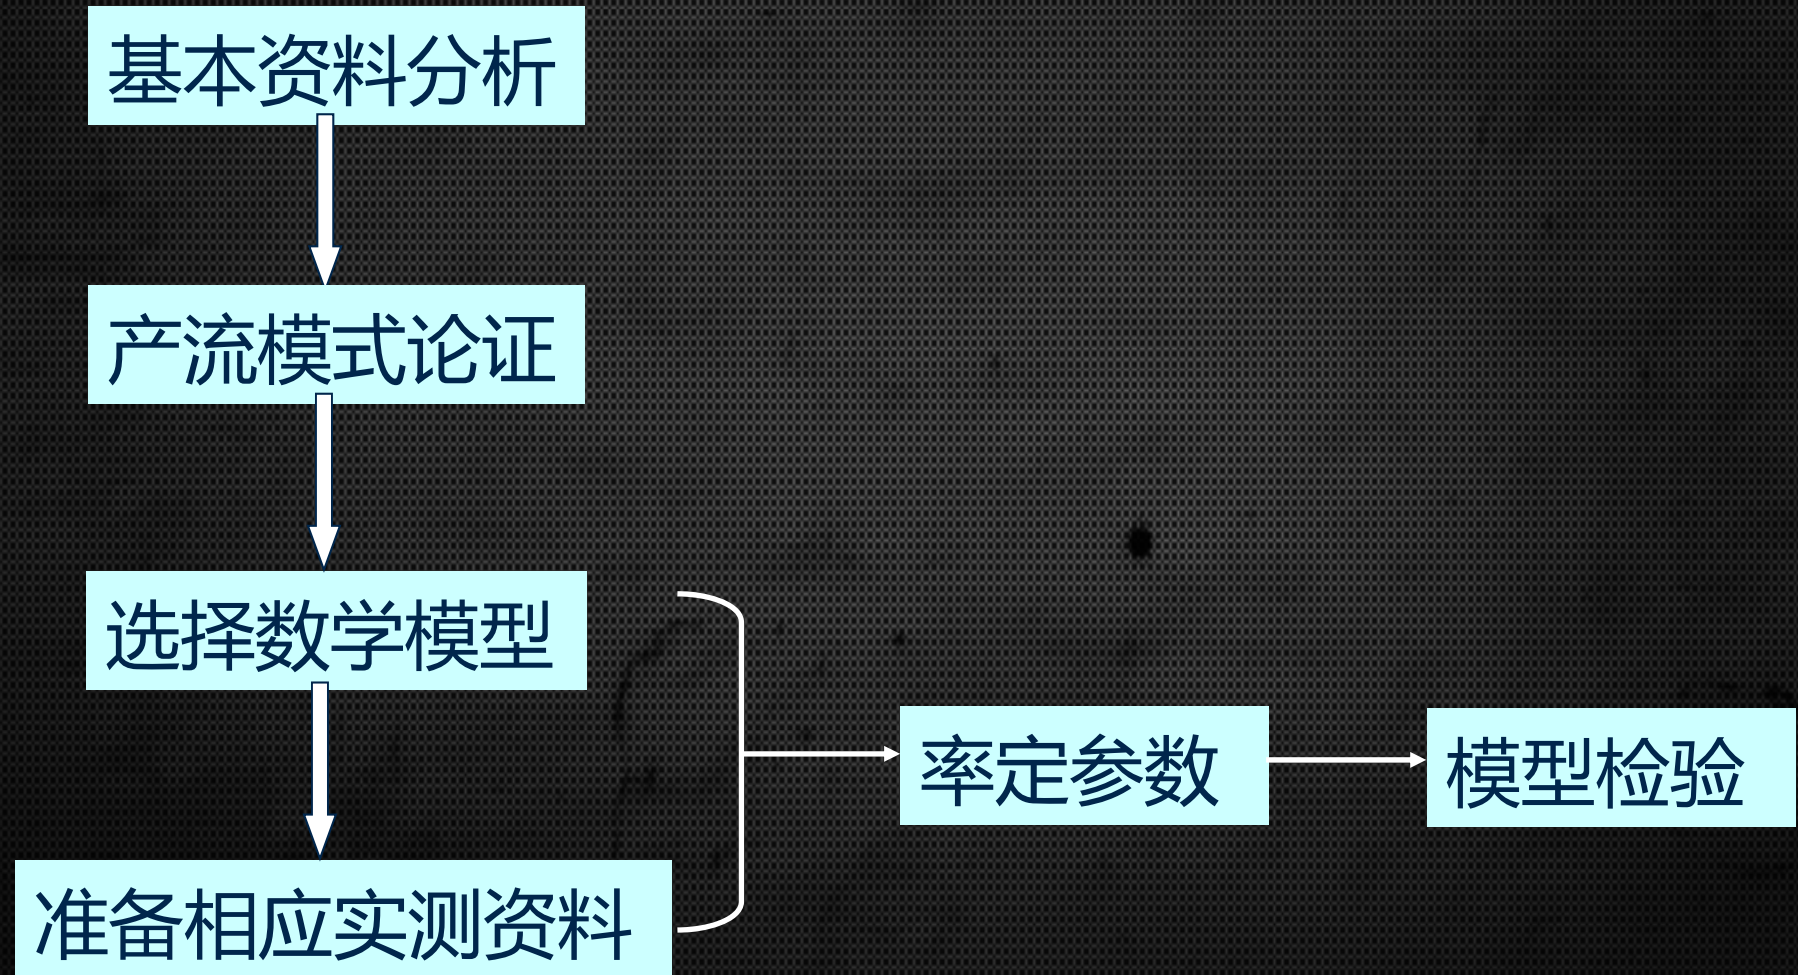 基本资料分析
产流模式论证
选择数学模型
准备相应实测资料
率定参数
模型检验